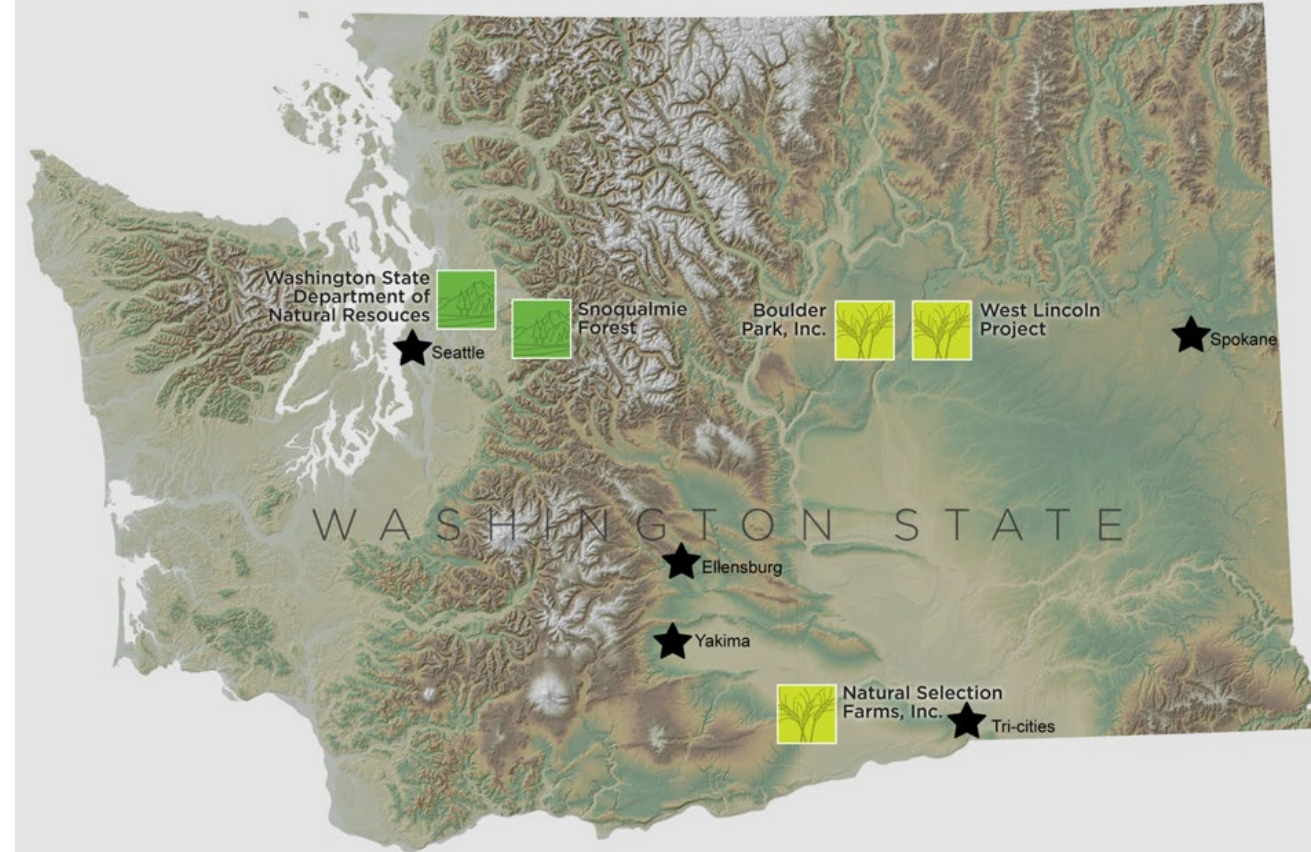 Washington State
Department of
Natural Resouces
Snoqualmie
Forest
Boulder
Park, Inc.
West Lincoln
Project
Seattle
Spokane
WASHINGTON STATE
Ellensburg
Yakima
Natural Selection
Farms, Inc.
Tri-cities